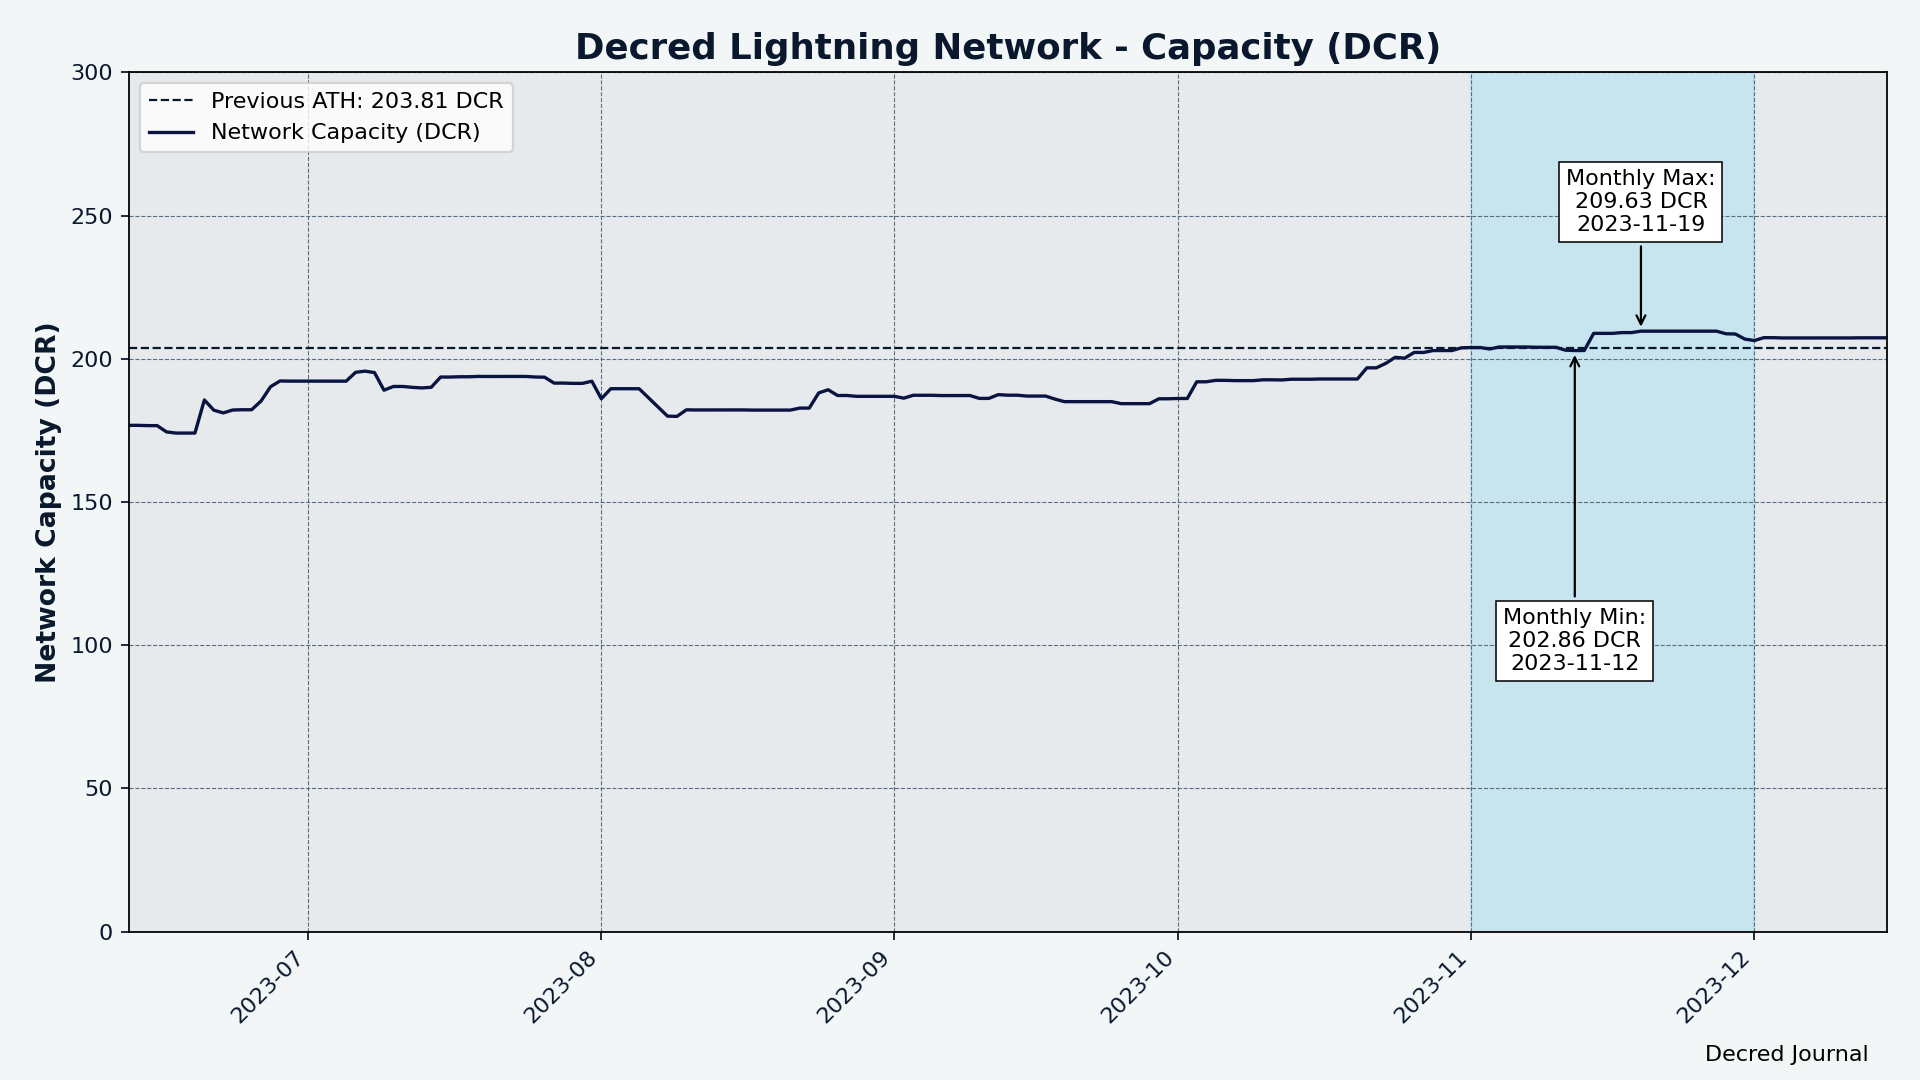 Decred Lightning Network - Capacity (DCR)
Previous ATH: 203.81 DCR
Network Capacity (DCR)
Monthly Max:
209.63 DCR
2023-11-19
Monthly Min:
202.86 DCR
2023-11-12
Network Capacity (DCR)
300
250
200
150
100
50
0
2023-07
2023-08
2023-09
2023-10
2023-11
2023-12
Decred Journal